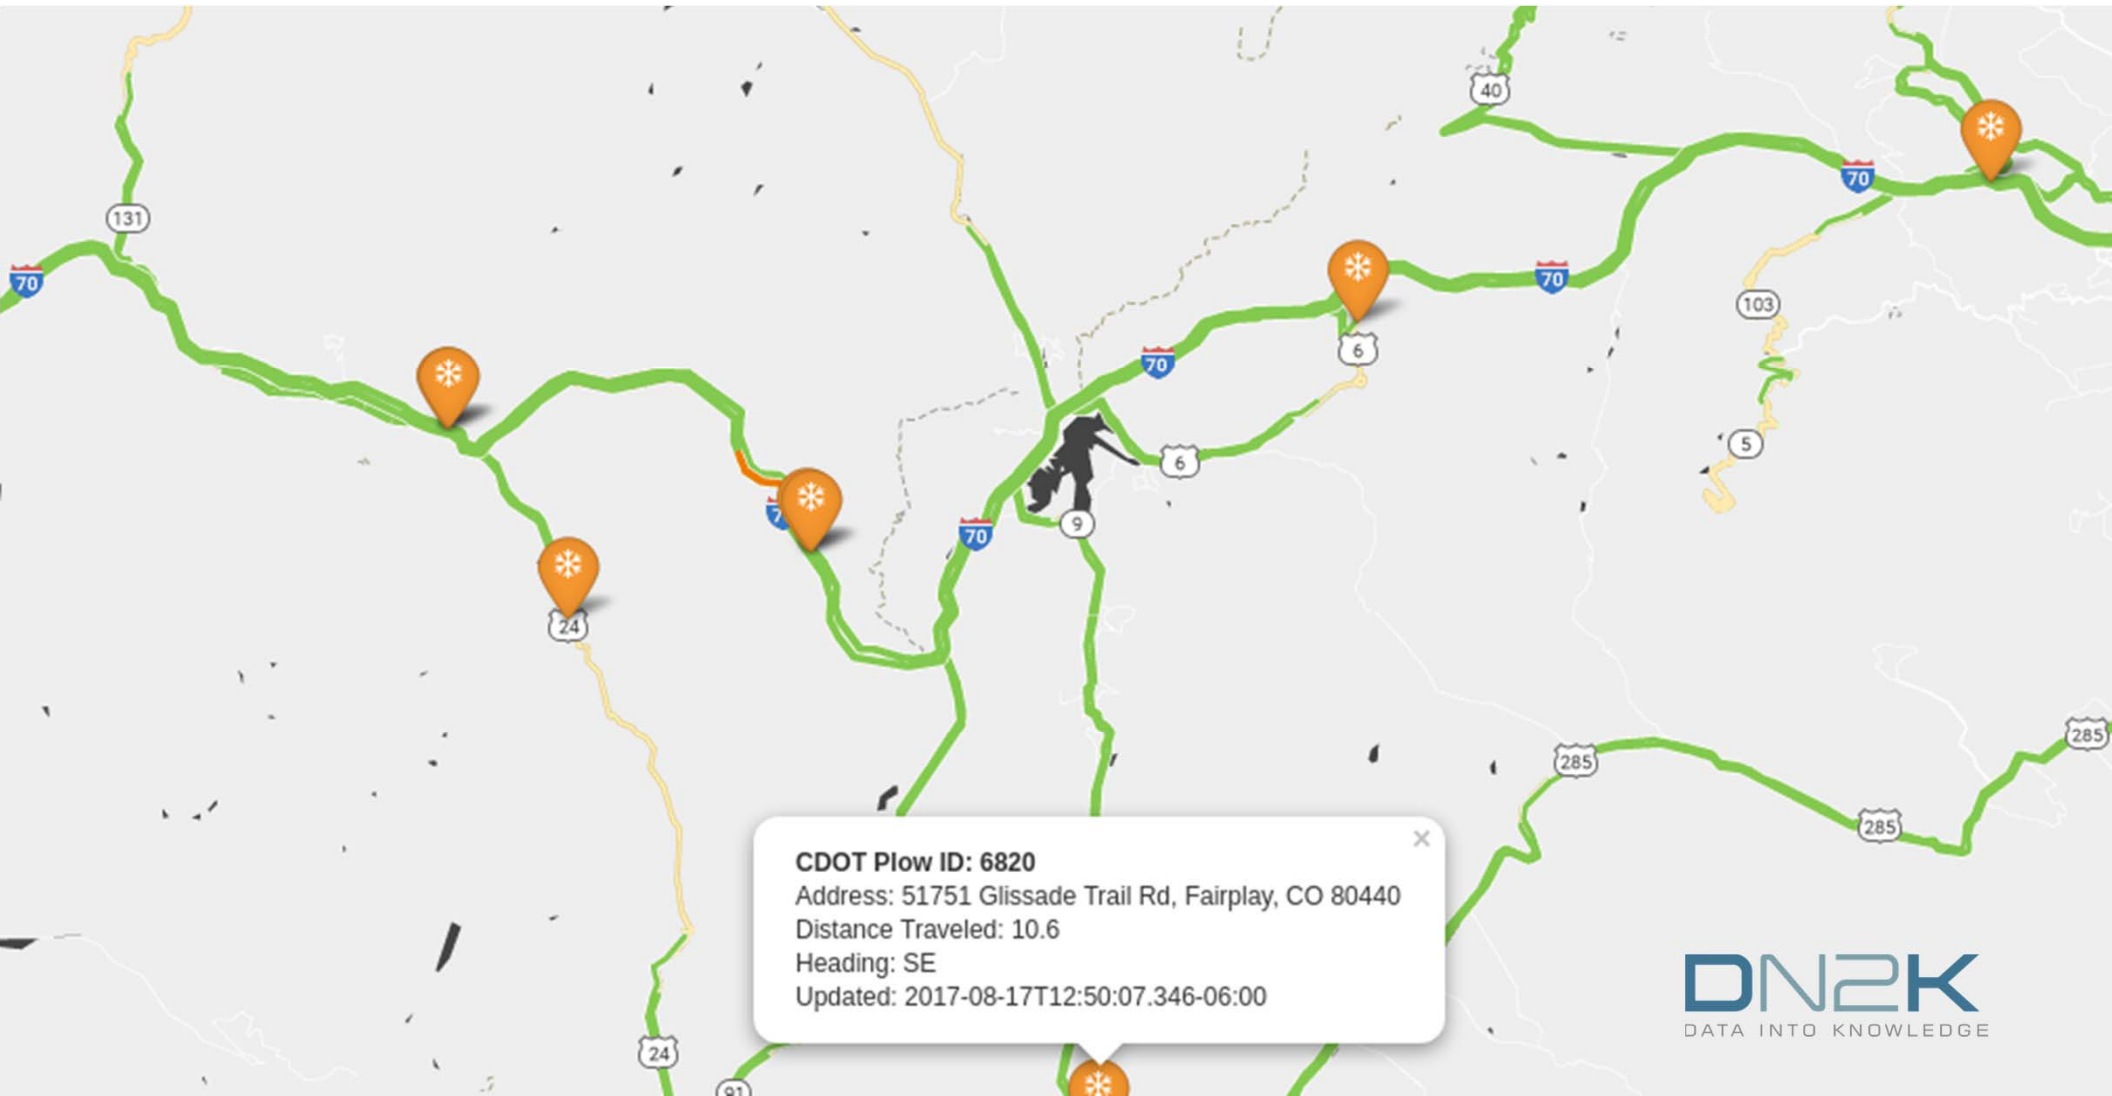 40
70
131
70
103
6
70
70
5
6
7
9
70
24
285
285
285
CDOT Plow ID: 6820
×
Address: 51751 Glissade Trail Rd, Fairplay, CO 80440
Distance Traveled: 10.6
Heading: SE
Updated: 2017-08-17T12:50:07.346-06:00
DN2K
DATA INTO KNOWLEDGE
24
91